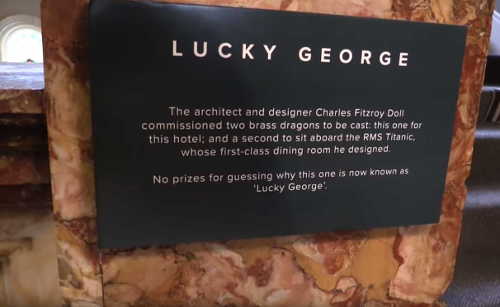 LUCKY GEORGE
The architect and designer Charles Fitzroy Doll
commissioned two brass dragons to be cast: this one for
this hotel; and a second to sit aboard the RMS Titanic,
whose first-class dining room he designed.
No prizes for guessing why this one is now known as
'Lucky George'.